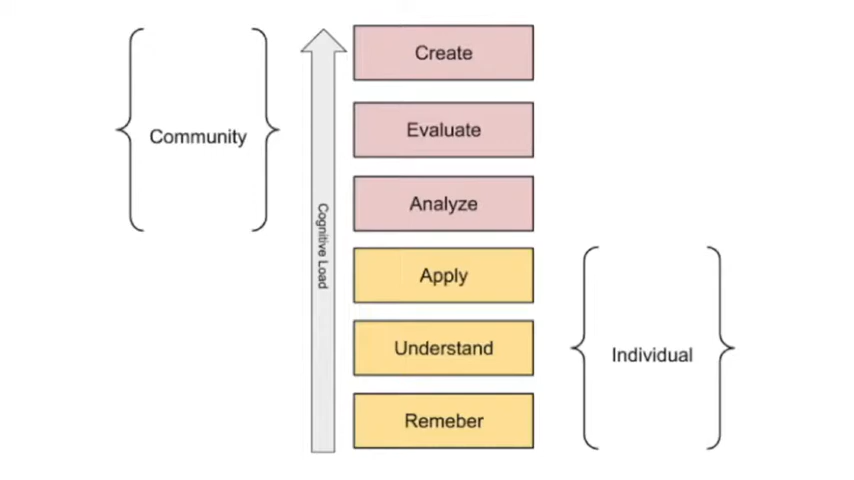 Create
Community
Evaluate
Analyze
Cognitive Load
Apply
Understand
Individual
Remeber